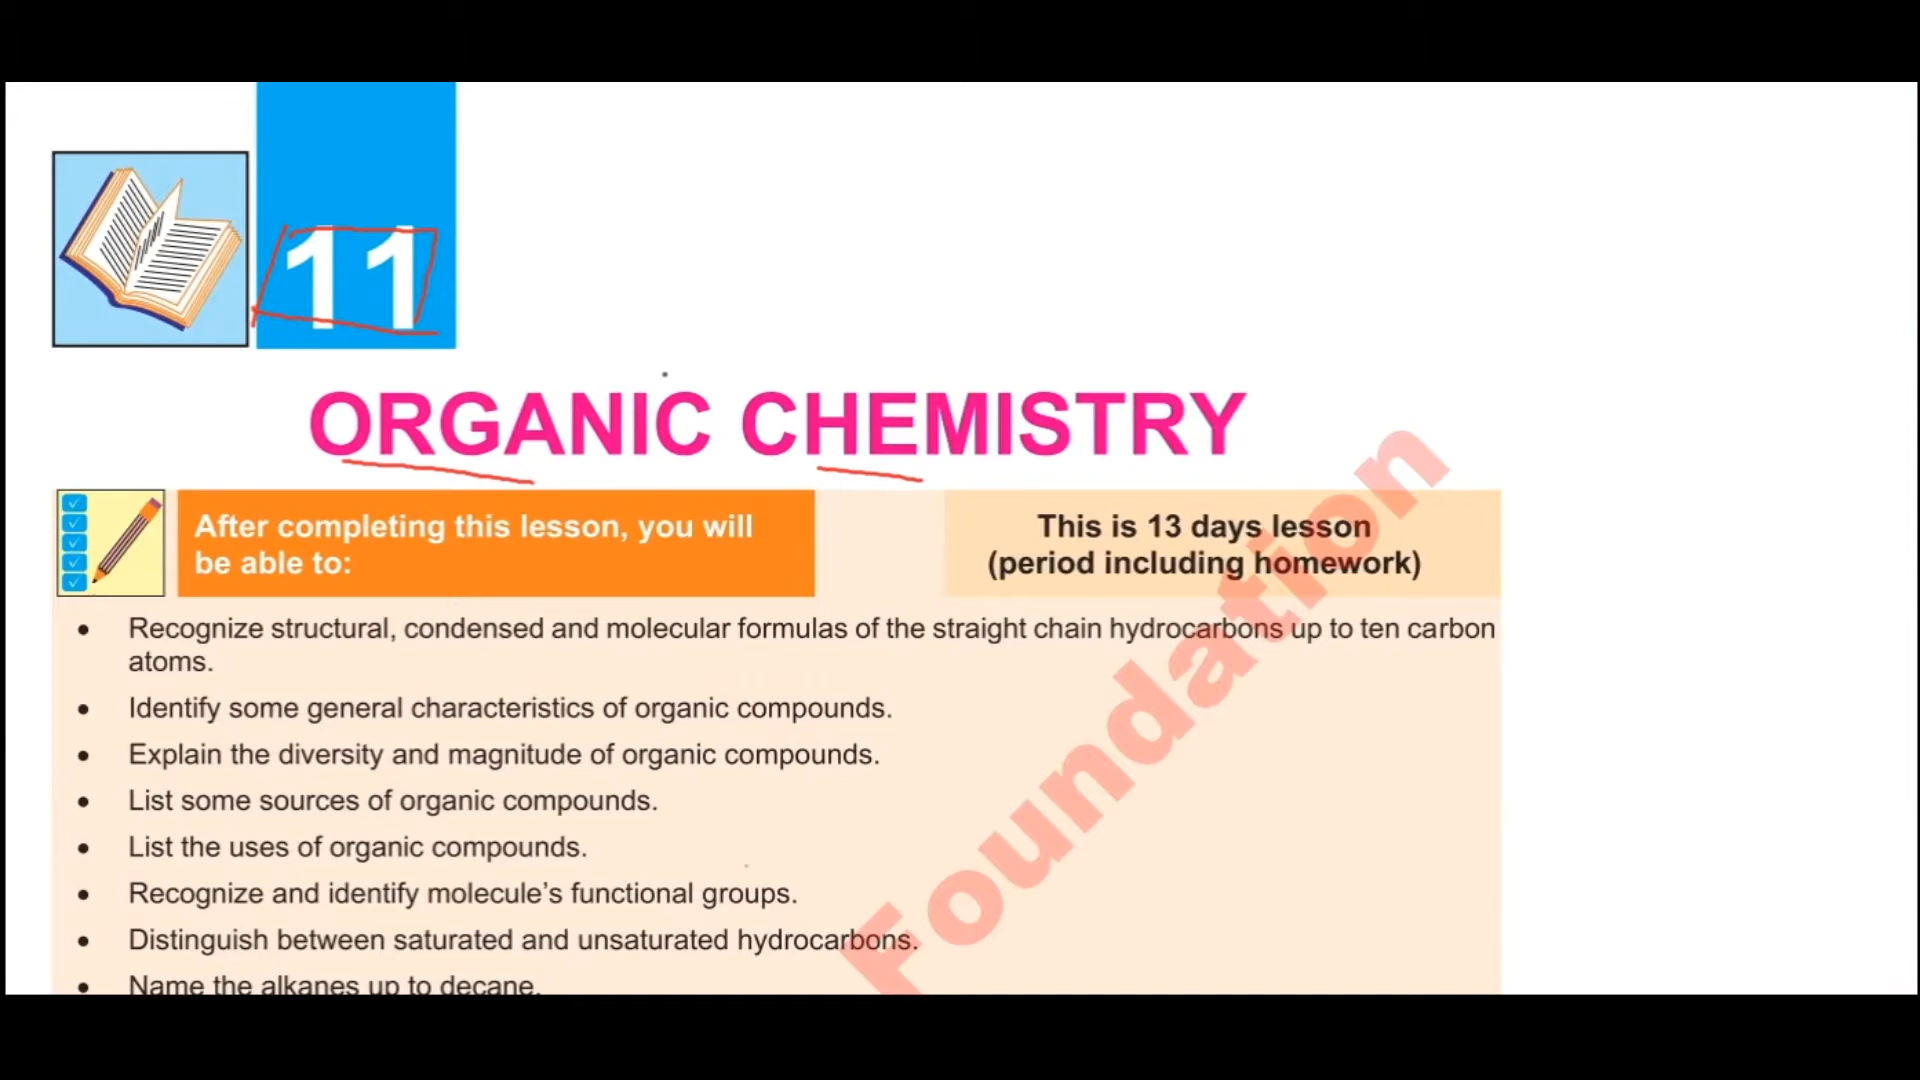 11
ORGANIC CHEMISTRY
After completing this lesson, you will
be able to:
This is 13 days lesson
(period including homework)
• Recognize structural, condensed and molecular formulas of the straight chain hydrocarbons up to ten carbon
atoms.
• Identify some general characteristics of organic compounds.
• Explain the diversity and magnitude of organic compounds.
• List some sources of organic compounds.
• List the uses of organic compounds.
• Recognize and identify molecule’s functional groups.
• Distinguish between saturated and unsaturated hydrocarbons.
• Name the alkanes up to decane.
Foundation